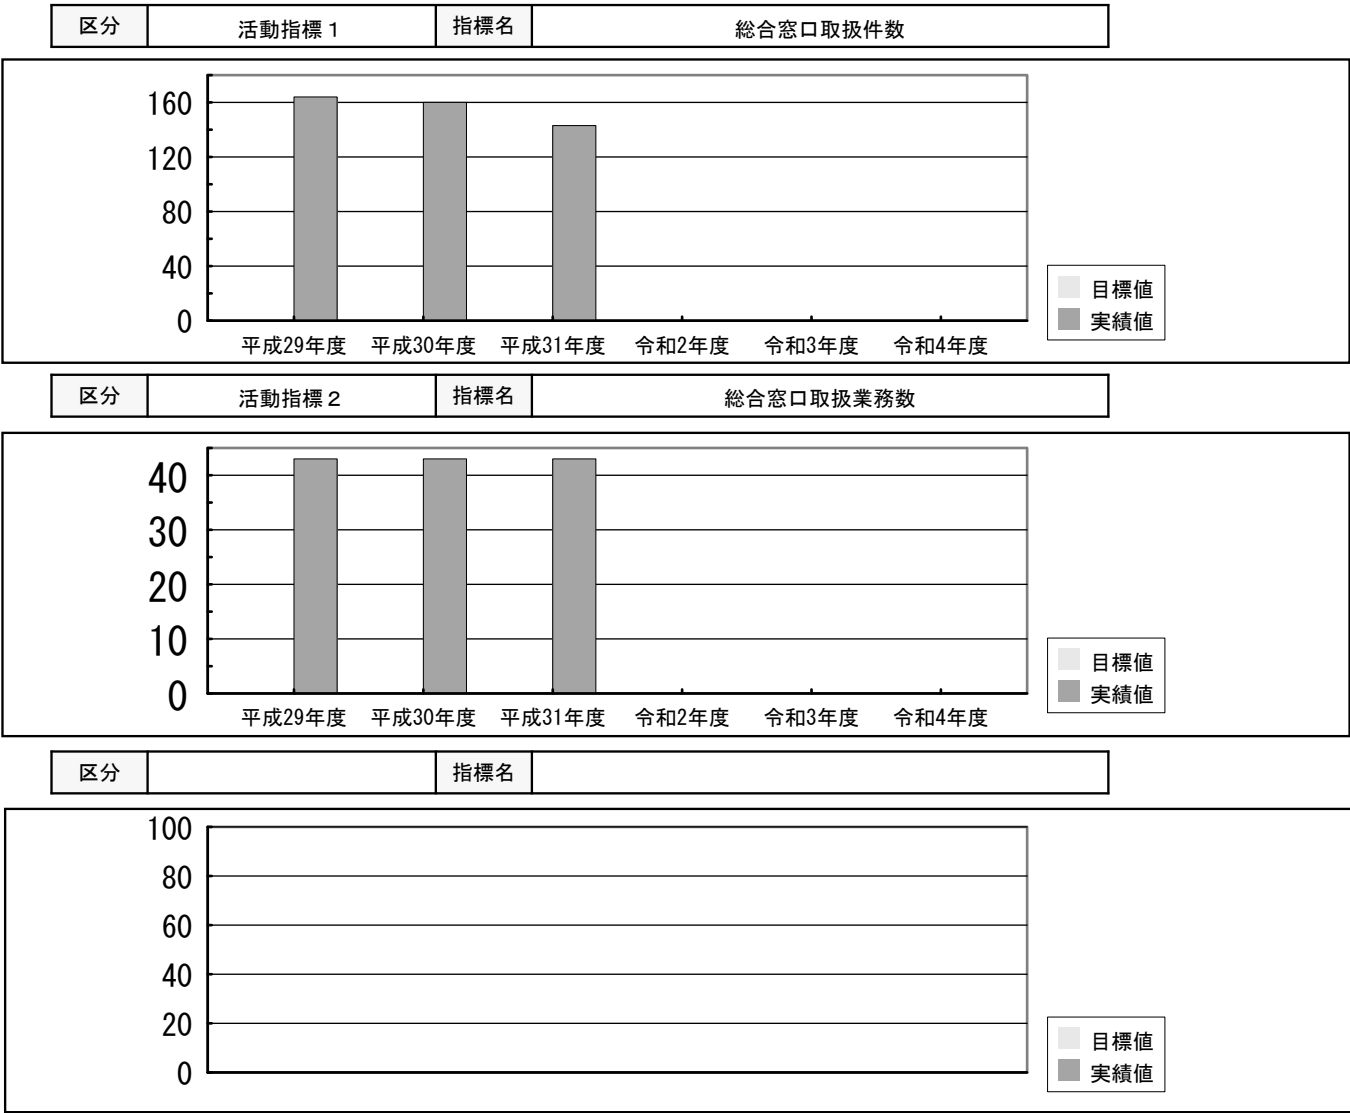 区分 活動指標１ 指標名 総合窓口取扱件数
160
120
80
40
0
平成29年度 平成30年度 平成31年度 令和2年度 令和3年度 令和4年度
目標値
実績値
区分 活動指標２ 指標名 総合窓口取扱業務数
40
30
20
10
0
平成29年度 平成30年度 平成31年度 令和2年度 令和3年度 令和4年度
目標値
実績値
区分 指標名
100
80
60
40
20
0
目標値
実績値